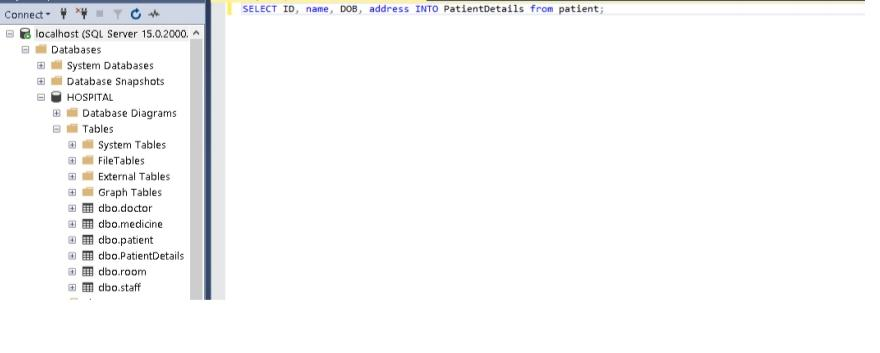 Connect
localhost (SQL Server 15.0.2000.
Databases
System Databases
Database Snapshots
HOSPITAL
Database Diagrams
Tables
System Tables
FileTables
External Tables
Graph Tables
dbo.doctor
dbo.medicine
dbo.patient
dbo.PatientDetails
dbo.room
dbo.staff
SELECT ID, name, DOB, address INTO PatientDetails from patient;